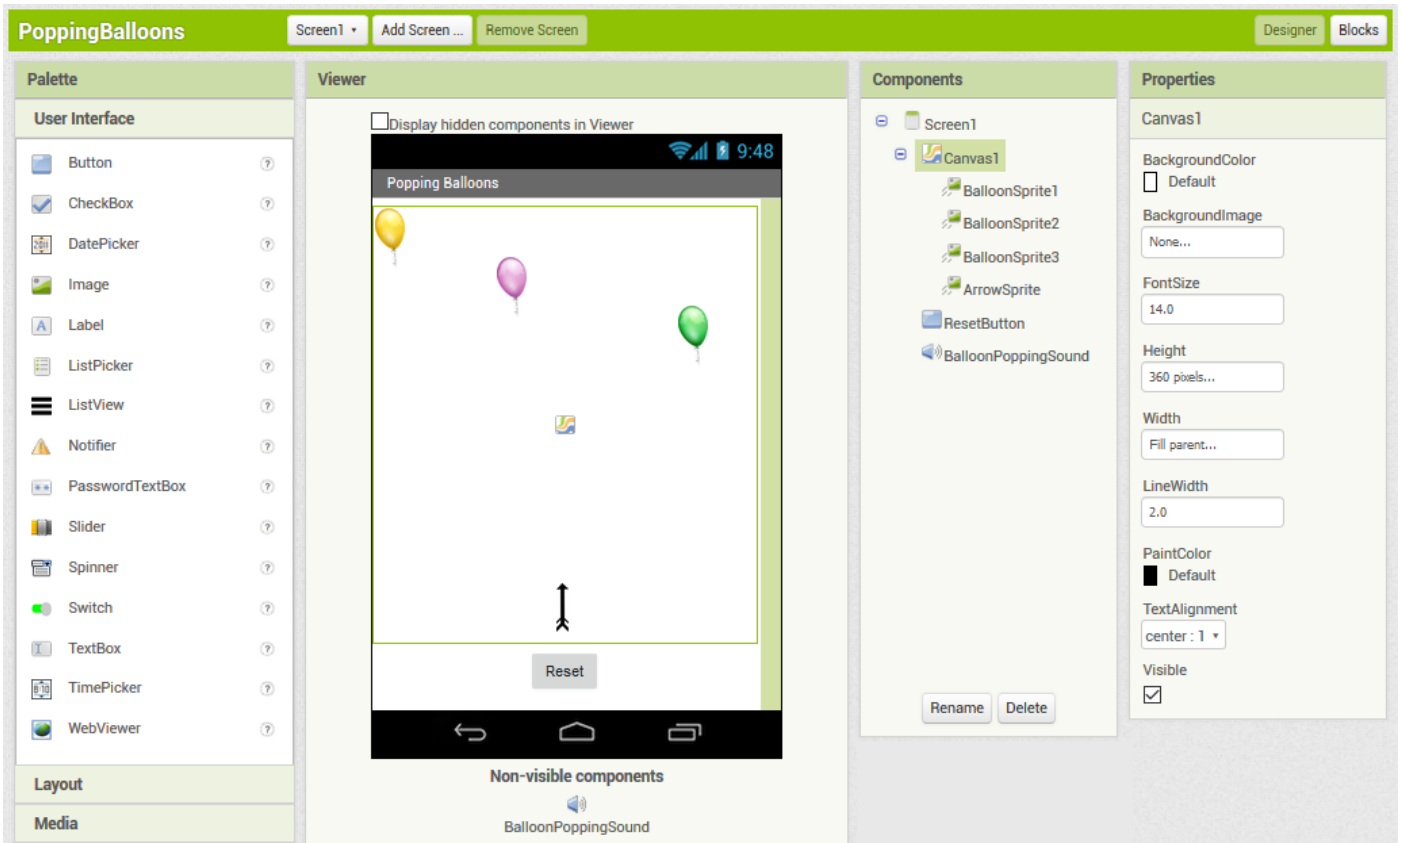 PoppingBalloons
Screen1
Add Screen ...
Remove Screen
Designer
Blocks
Palette
User Interface
Button
?
CheckBox
?
DatePicker
?
Image
?
Label
?
ListPicker
?
ListView
?
Notifier
?
PasswordTextBox
?
Slider
?
Spinner
?
Switch
?
TextBox
?
TimePicker
?
WebViewer
?
Layout
Media
Viewer
Display hidden components in Viewer
9:48
Popping Balloons
Reset
Non-visible components
BalloonPoppingSound
Components
Screen1
Canvas1
BalloonSprite1
BalloonSprite2
BalloonSprite3
ArrowSprite
ResetButton
BalloonPoppingSound
Rename
Delete
Properties
Canvas1
BackgroundColor
Default
BackgroundImage
None...
FontSize
14.0
Height
360 pixels...
Width
Fill parent...
LineWidth
2.0
PaintColor
Default
TextAlignment
center : 1
Visible